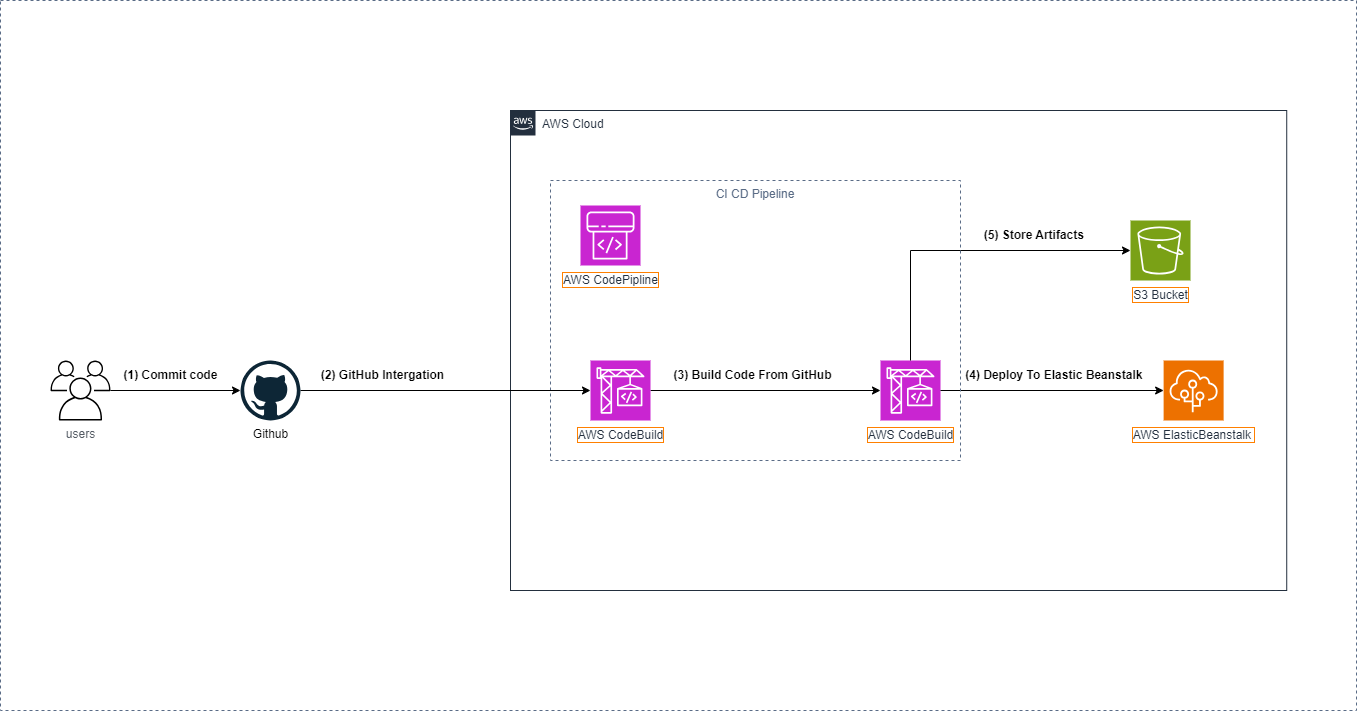 aws
AWS Cloud
CI CD Pipeline
</>
AWS CodePipline
(5) Store Artifacts
S3 Bucket
(1) Commit code
(2) GitHub Intergation
(3) Build Code From GitHub
(4) Deploy To Elastic Beanstalk
</>
</>
users
Github
AWS CodeBuild
AWS CodeBuild
AWS ElasticBeanstalk